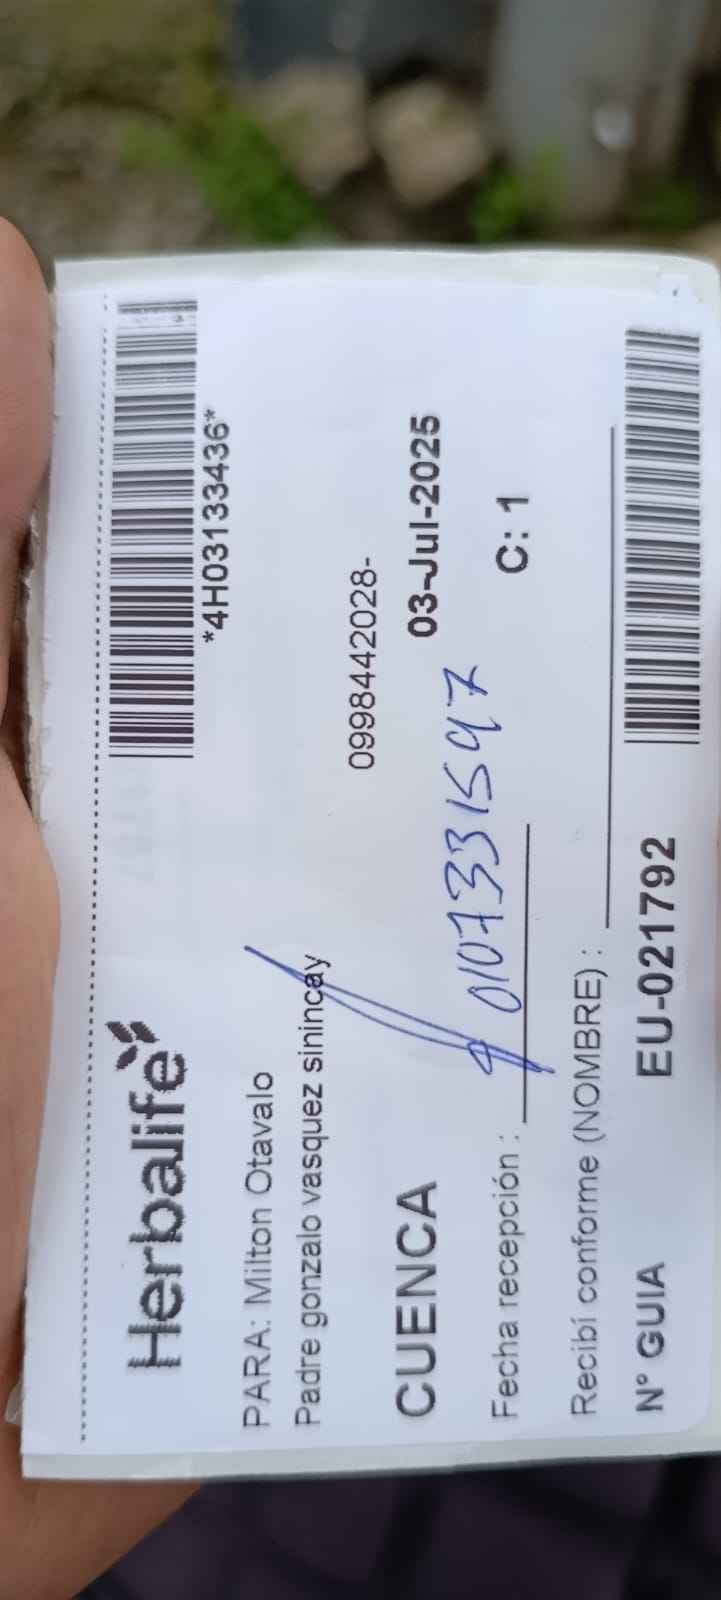 Herbalife
*4H03133436*
PARA: Milton Otavalo
Padre gonzalo vasquez sinincay
0998442028-
CUENCA 03-Jul-2025
0107331597
Fecha recepción : C: 1
Recibí conforme (NOMBRE) :
N° GUIA EU-021792